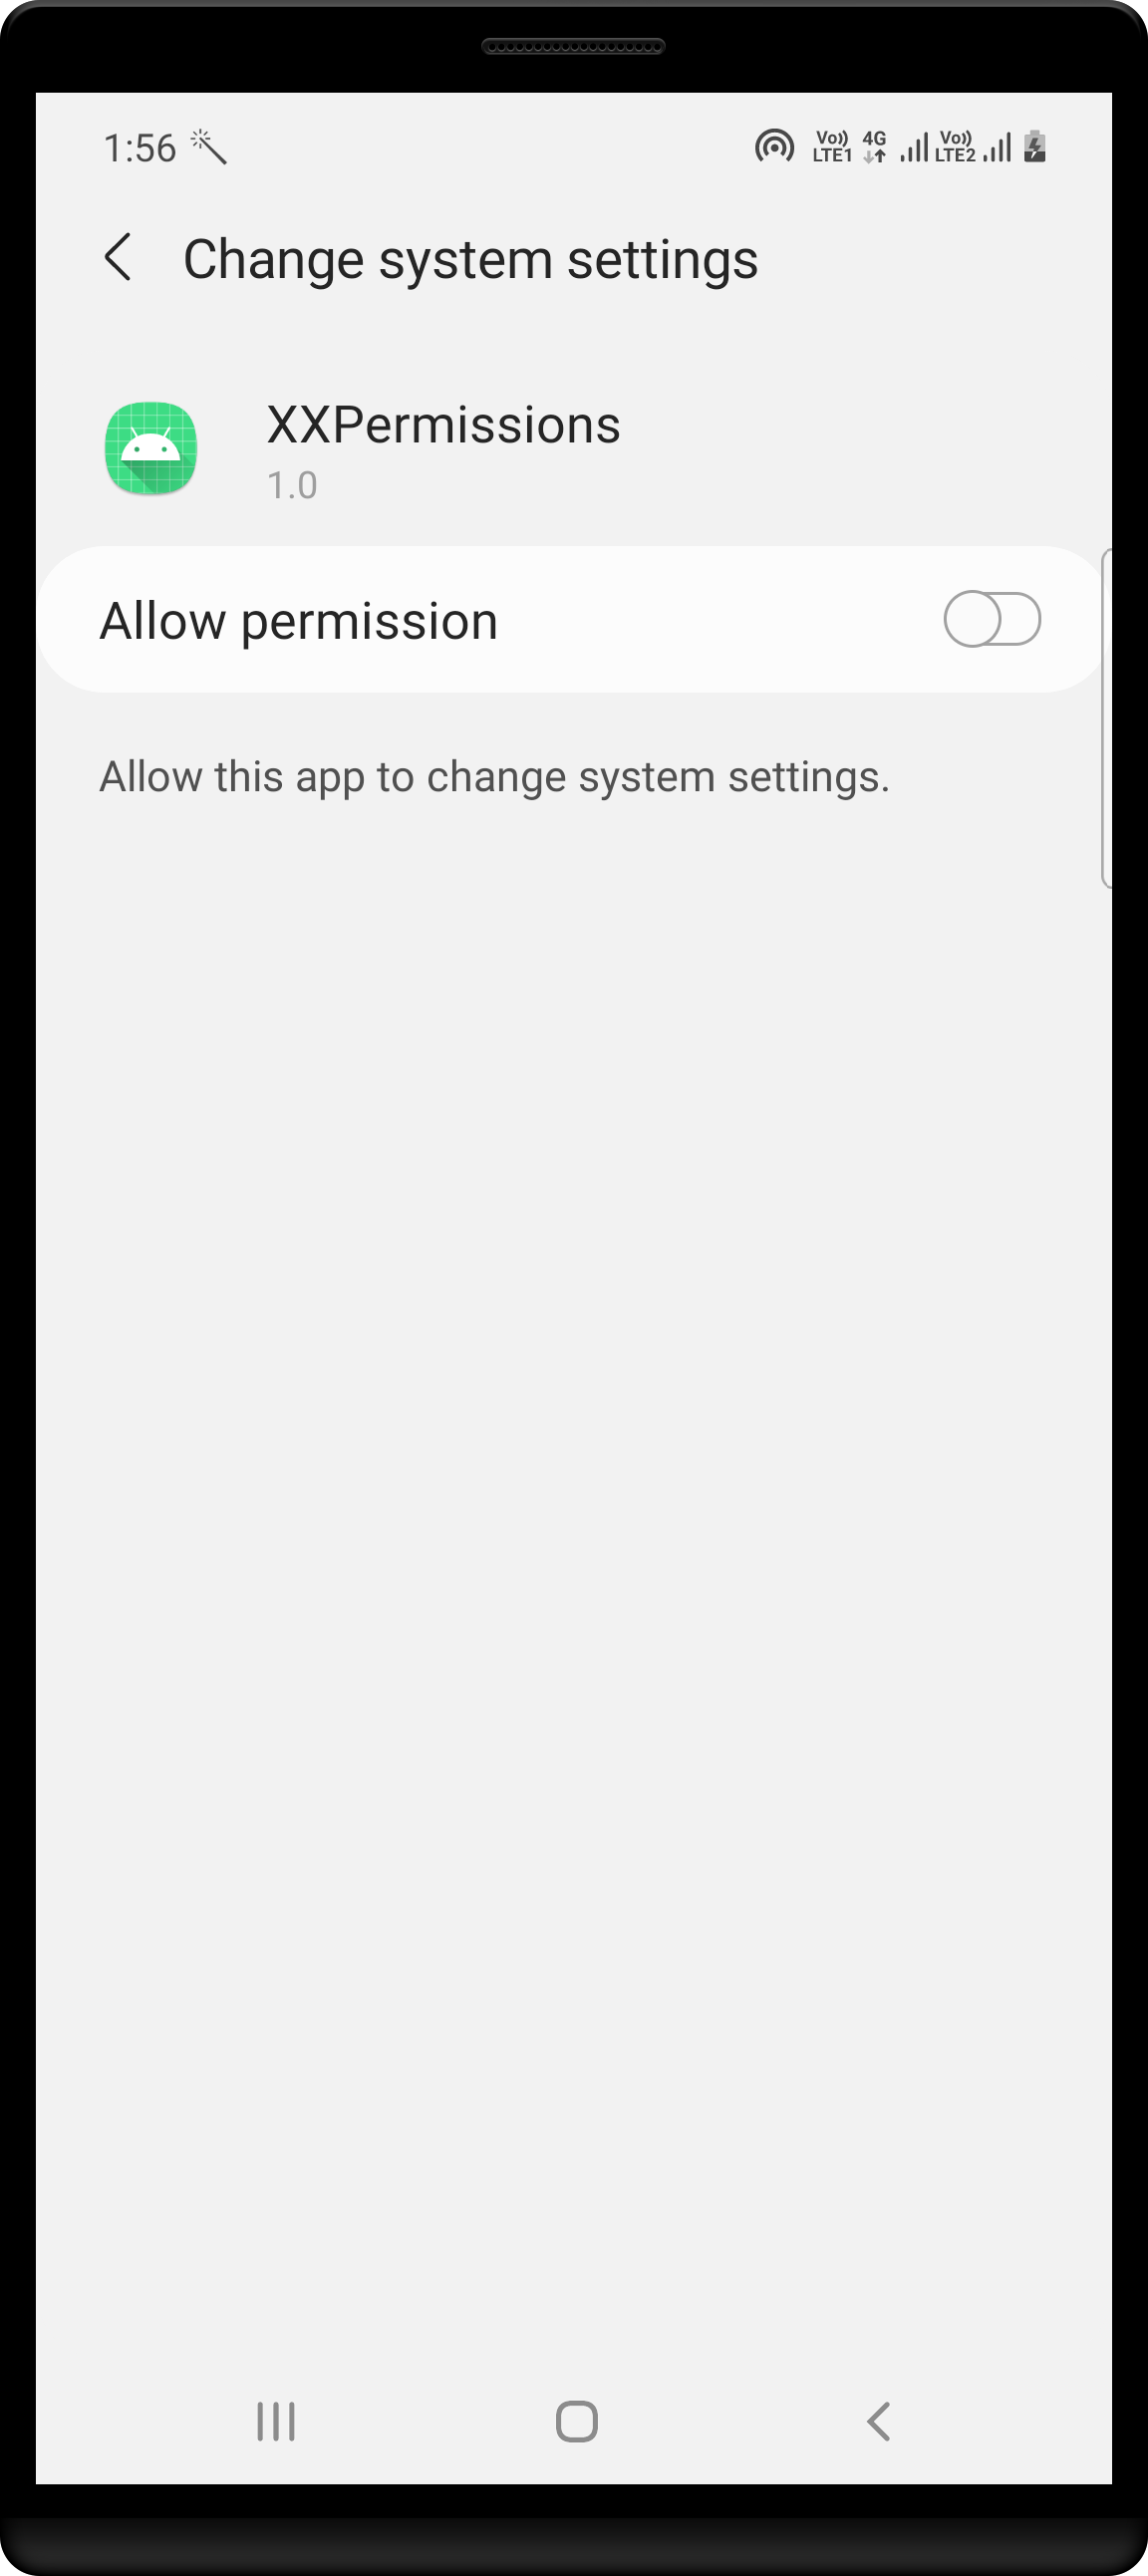 1:56 Vo)) LTE1 4G Vo)) LTE2
Change system settings
XXPermissions
1.0
Allow permission
Allow this app to change system settings.